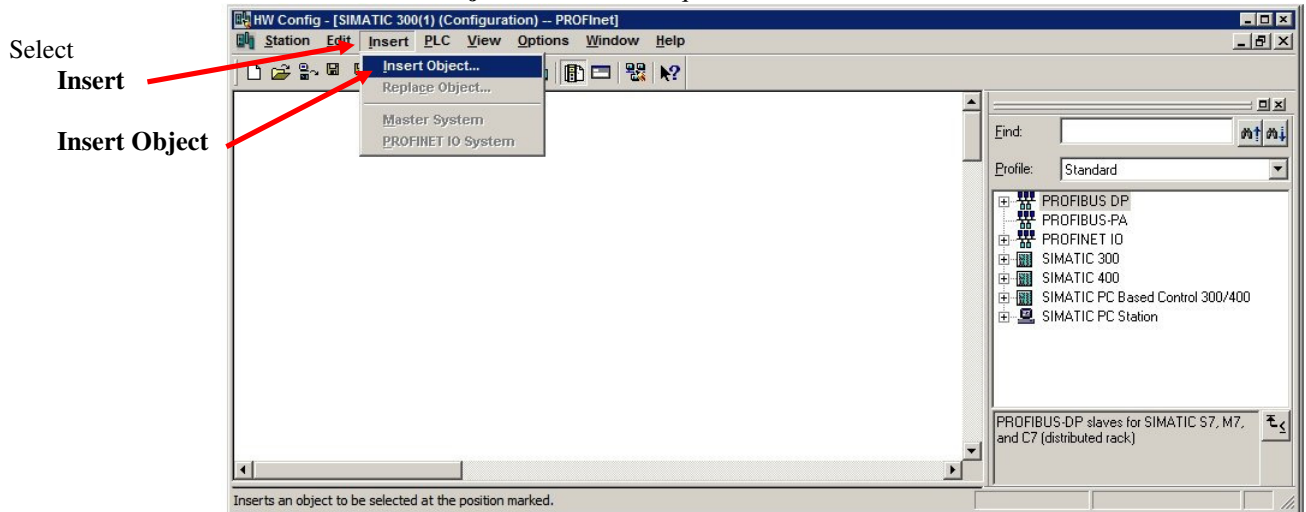 HW Config - [SIMATIC 300(1) (Configuration) -- PROFInet]
Station Edit Insert PLC View Options Window Help
Select
Insert
Insert Object
Insert Object...
Replace Object...
Master System
PROFINET IO System
Find:
Profile: Standard
PROFIBUS DP
PROFIBUS-PA
PROFINET IO
SIMATIC 300
SIMATIC 400
SIMATIC PC Based Control 300/400
SIMATIC PC Station
PROFIBUS-DP slaves for SIMATIC S7, M7,
and C7 (distributed rack)
Inserts an object to be selected at the position marked.